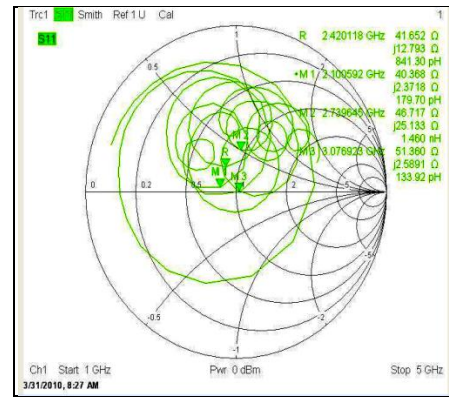 Trc1 S11 Smith Ref 1 U Cal 1
S11
R 2.420118 GHz 41.652 Ω
j12.793 Ω
841.30 pH
•M 1 2.100592 GHz 40.368 Ω
j2.3718 Ω
179.70 pH
M 2 2.739645 GHz 46.717 Ω
j25.133 Ω
1.460 nH
M 3 3.076923 GHz 51.360 Ω
j2.5891 Ω
133.92 pH
1
0.5
2
5
0 0.2 0.5 1 2 5
M 2
R
M 1
M 3
-5
-0.5
-2
-1
Ch1 Start 1 GHz Pwr 0 dBm Stop 5 GHz
3/31/2010, 8:27 AM